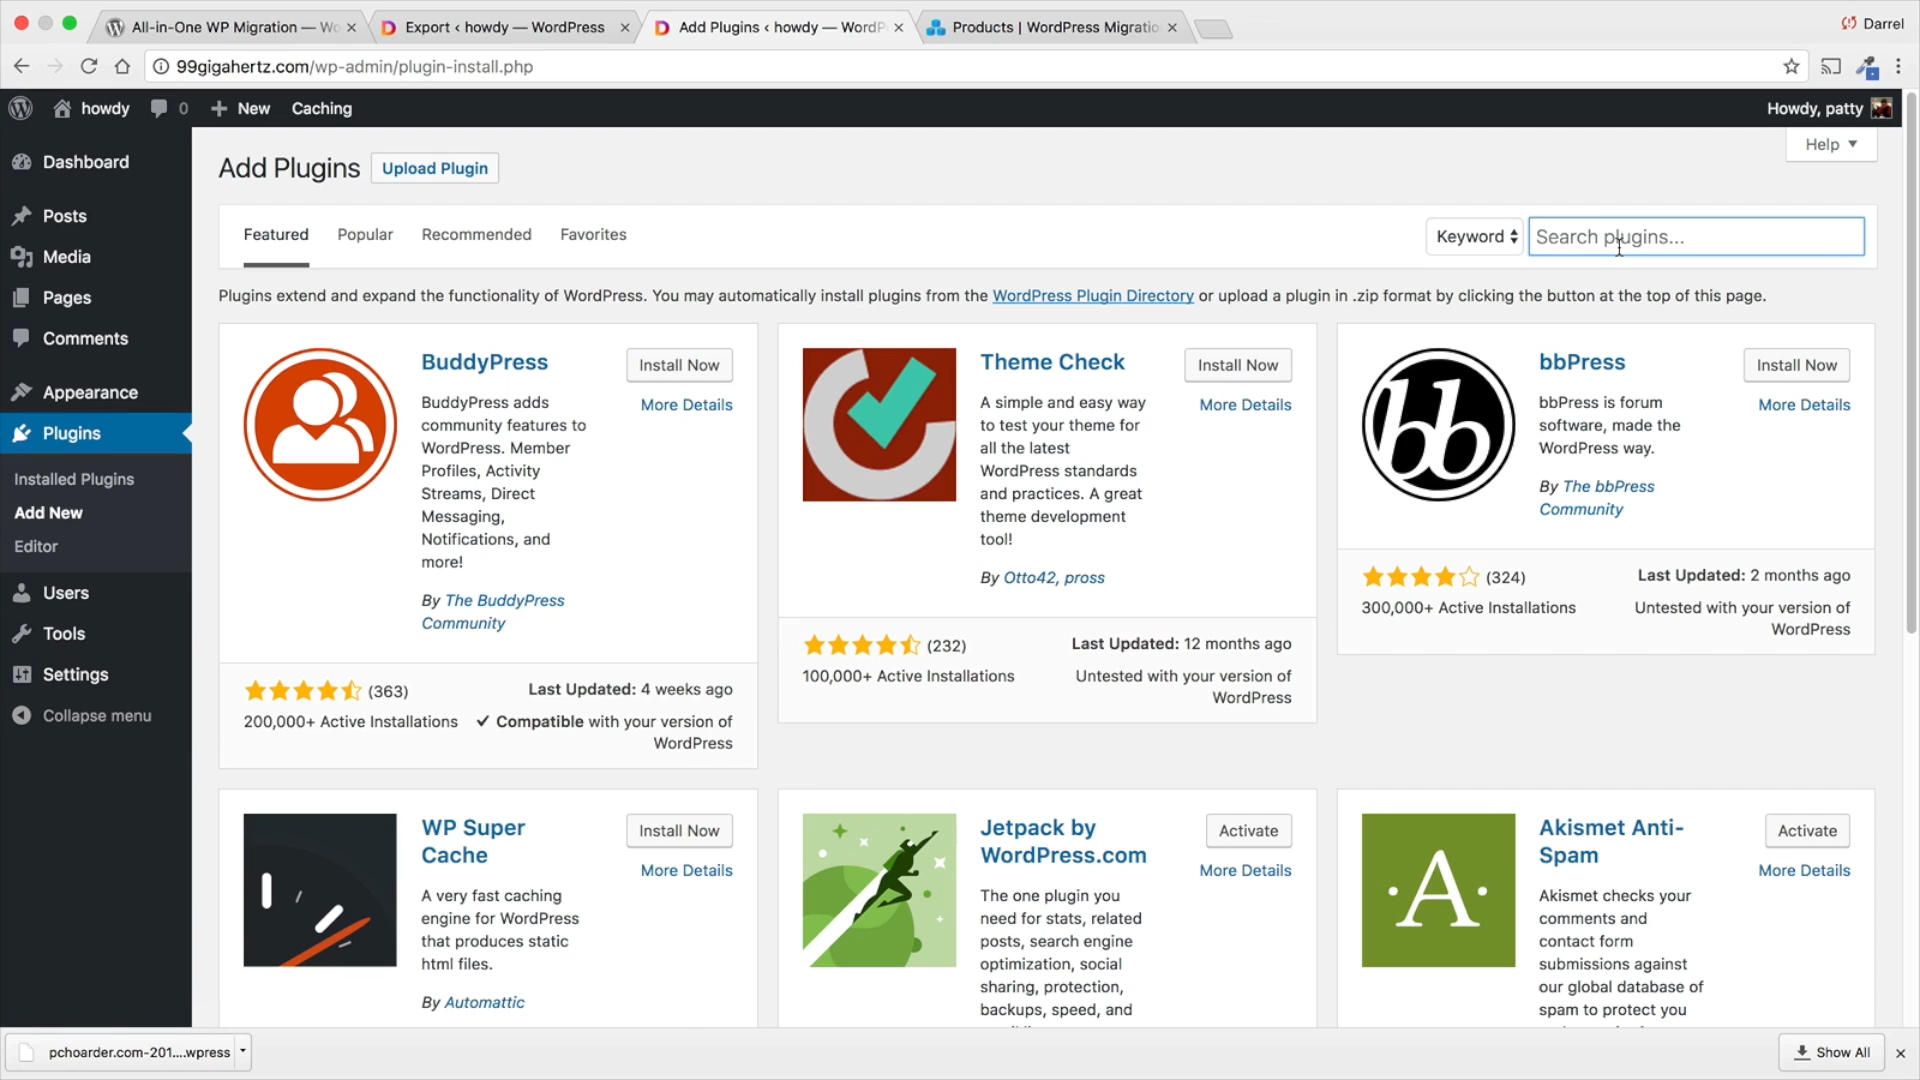 All-in-One WP Migration — Wo
Export < howdy — WordPress
Add Plugins < howdy — WordP
Products | WordPress Migratio
Darrel
99gigahertz.com/wp-admin/plugin-install.php
howdy
0
New
Caching
Howdy, patty
Dashboard
Posts
Media
Pages
Comments
Appearance
Plugins
Installed Plugins
Add New
Editor
Users
Tools
Settings
Collapse menu
Help
Add Plugins
Upload Plugin
Featured
Popular
Recommended
Favorites
Keyword
Search plugins...
Plugins extend and expand the functionality of WordPress. You may automatically install plugins from the WordPress Plugin Directory or upload a plugin in .zip format by clicking the button at the top of this page.
BuddyPress
Install Now
More Details
BuddyPress adds
community features to
WordPress. Member
Profiles, Activity
Streams, Direct
Messaging,
Notifications, and
more!
By The BuddyPress
Community
(363)
Last Updated: 4 weeks ago
200,000+ Active Installations
✓ Compatible with your version of
WordPress
Theme Check
Install Now
More Details
A simple and easy way
to test your theme for
all the latest
WordPress standards
and practices. A great
theme development
tool!
By Otto42, pross
(232)
Last Updated: 12 months ago
100,000+ Active Installations
Untested with your version of
WordPress
bb
bbPress
Install Now
More Details
bbPress is forum
software, made the
WordPress way.
By The bbPress
Community
(324)
Last Updated: 2 months ago
300,000+ Active Installations
Untested with your version of
WordPress
WP Super
Cache
Install Now
More Details
A very fast caching
engine for WordPress
that produces static
html files.
By Automattic
Jetpack by
WordPress.com
Activate
More Details
The one plugin you
need for stats, related
posts, search engine
optimization, social
sharing, protection,
backups, speed, and
·A·
Akismet Anti-
Spam
Activate
More Details
Akismet checks your
comments and
contact form
submissions against
our global database of
spam to protect you
pchoarder.com-201....wpress
Show All